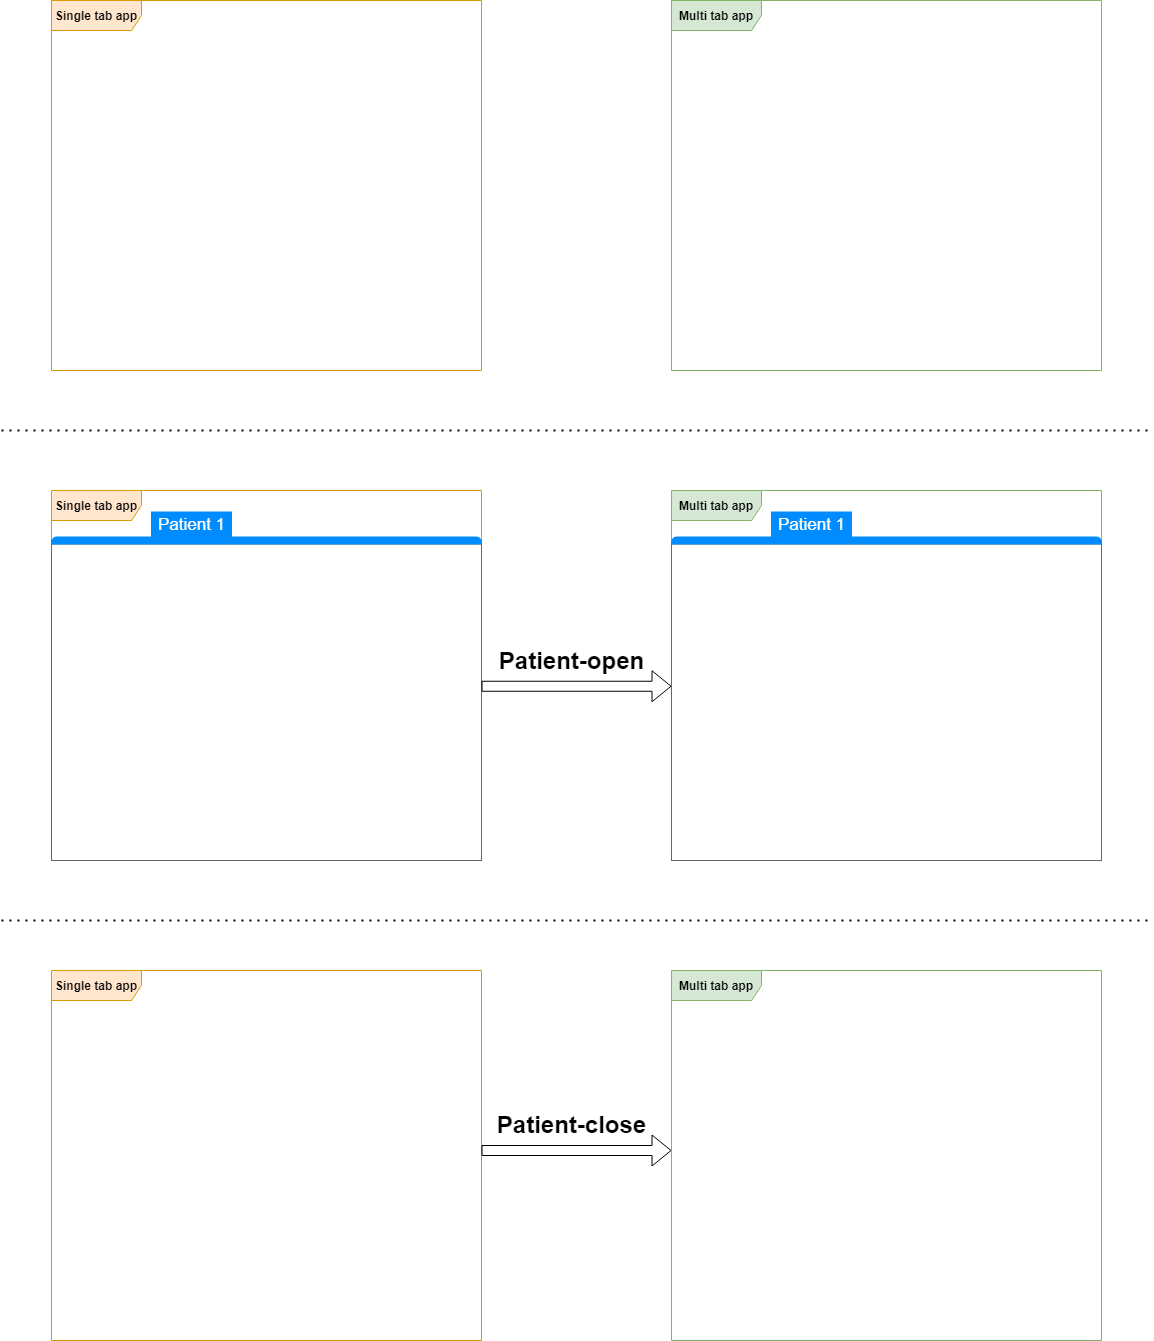 Single tab app
Multi tab app
Single tab app
Multi tab app
Patient 1
Patient 1
Patient-open
Single tab app
Multi tab app
Patient-close